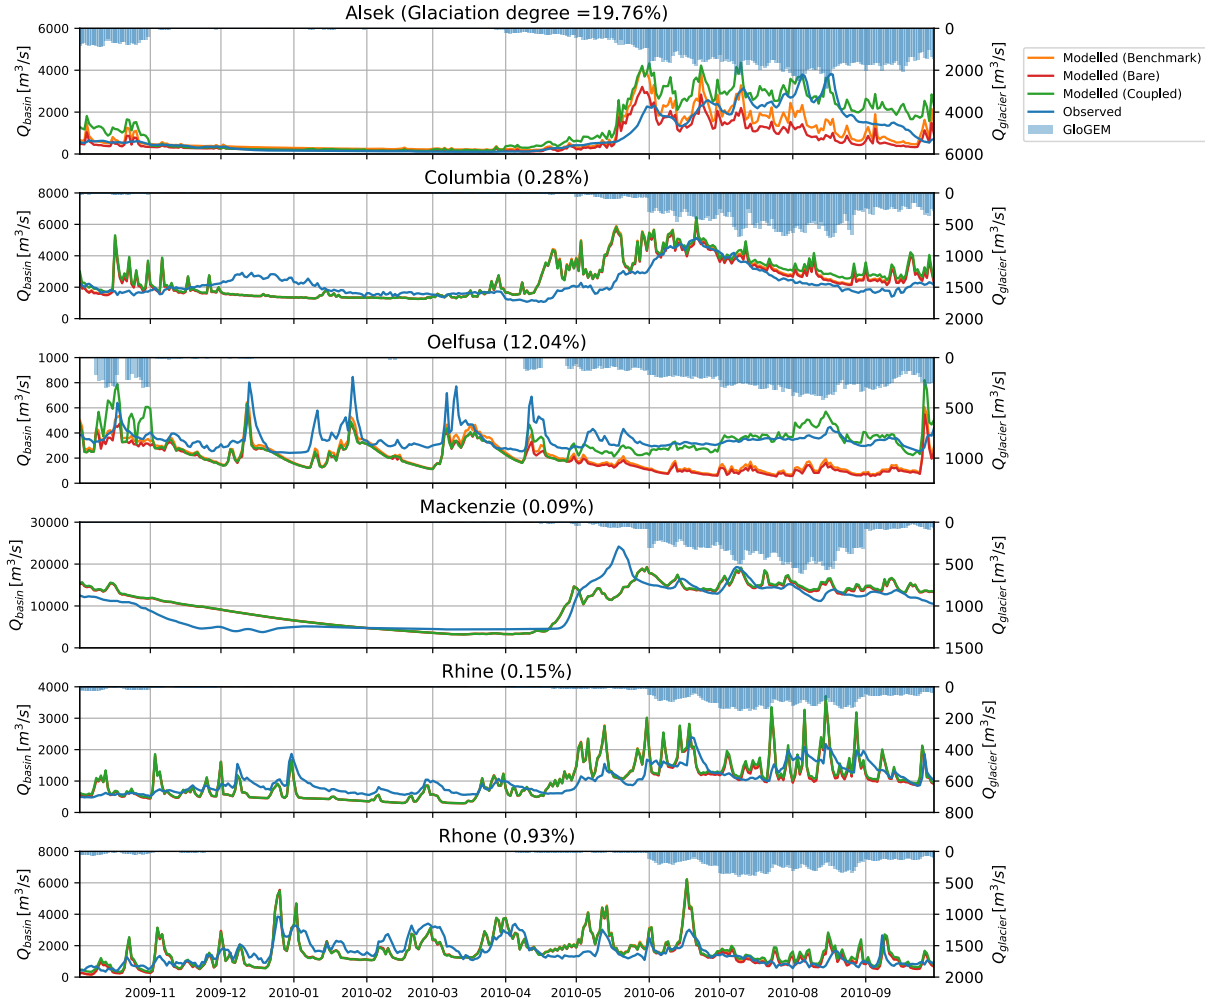 Alsek (Glaciation degree =19.76%)
6000
4000
2000
0
Q_basin [m³/s]
0
2000
4000
6000
Q_glacier [m³/s]
Modelled (Benchmark)
Modelled (Bare)
Modelled (Coupled)
Observed
GloGEM
Columbia (0.28%)
8000
6000
4000
2000
0
Q_basin [m³/s]
0
500
1000
1500
2000
Q_glacier [m³/s]
Oelfusa (12.04%)
1000
800
600
400
200
0
Q_basin [m³/s]
0
500
1000
Q_glacier [m³/s]
Mackenzie (0.09%)
30000
20000
10000
0
Q_basin [m³/s]
0
500
1000
1500
Q_glacier [m³/s]
Rhine (0.15%)
4000
3000
2000
1000
0
Q_basin [m³/s]
0
200
400
600
800
Q_glacier [m³/s]
Rhone (0.93%)
8000
6000
4000
2000
0
Q_basin [m³/s]
0
500
1000
1500
2000
Q_glacier [m³/s]
2009-11 2009-12 2010-01 2010-02 2010-03 2010-04 2010-05 2010-06 2010-07 2010-08 2010-09